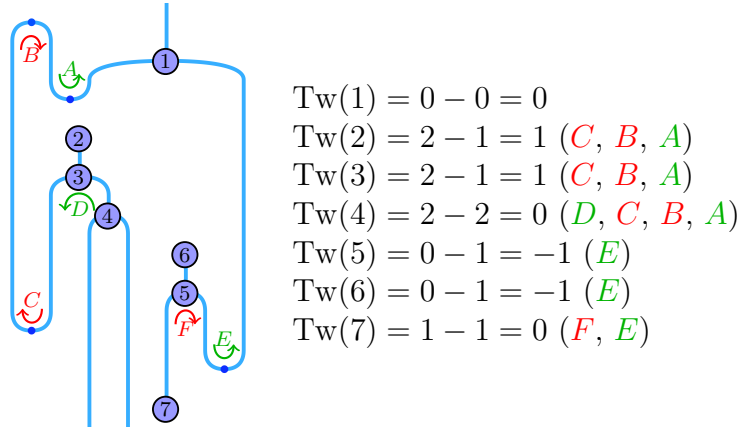 1
B
A
2
3
D
4
6
C
5
F
E
7
Tw(1) = 0 − 0 = 0
Tw(2) = 2 − 1 = 1 (C, B, A)
Tw(3) = 2 − 1 = 1 (C, B, A)
Tw(4) = 2 − 2 = 0 (D, C, B, A)
Tw(5) = 0 − 1 = −1 (E)
Tw(6) = 0 − 1 = −1 (E)
Tw(7) = 1 − 1 = 0 (F, E)